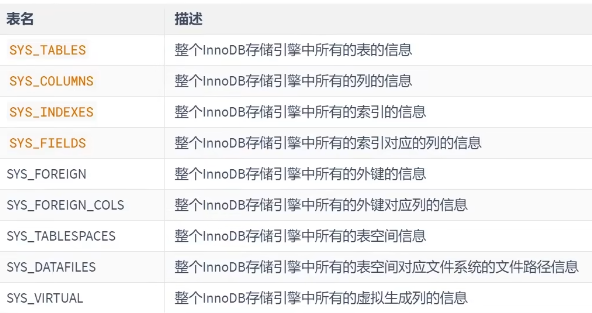 表名 描述
SYS_TABLES 整个InnoDB存储引擎中所有的表的信息
SYS_COLUMNS 整个InnoDB存储引擎中所有的列的信息
SYS_INDEXES 整个InnoDB存储引擎中所有的索引的信息
SYS_FIELDS 整个InnoDB存储引擎中所有的索引对应的列的信息
SYS_FOREIGN 整个InnoDB存储引擎中所有的外键的信息
SYS_FOREIGN_COLS 整个InnoDB存储引擎中所有的外键对应列的信息
SYS_TABLESPACES 整个InnoDB存储引擎中所有的表空间信息
SYS_DATAFILES 整个InnoDB存储引擎中所有的表空间对应文件系统的文件路径信息
SYS_VIRTUAL 整个InnoDB存储引擎中所有的虚拟生成列的信息